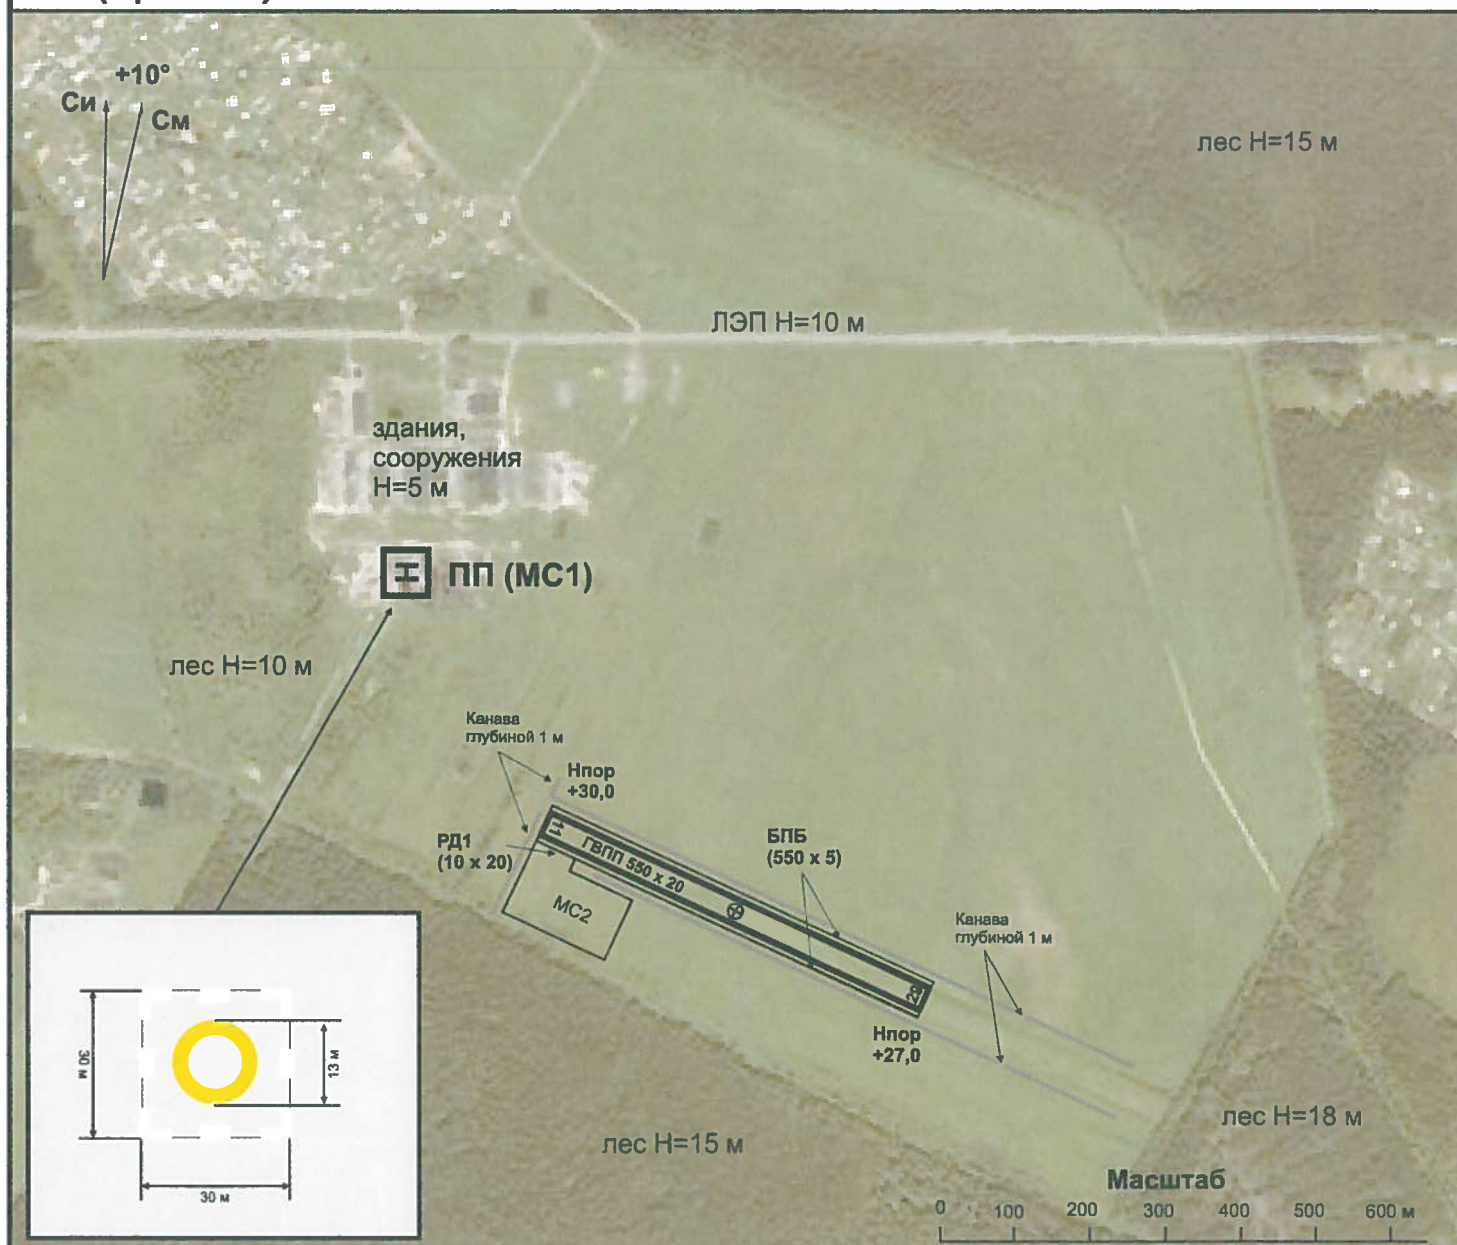 +10°
Си
См
лес Н=15 м
ЛЭП Н=10 м
здания,
сооружения
Н=5 м
Н
ПП (МС1)
лес Н=10 м
Канава
глубиной 1 м
Нпор
+30,0
РД1
(10 x 20)
БПБ
(550 x 5)
11
ГВПП 550 x 20
МС2
29
Канава
глубиной 1 м
Нпор
+27,0
30 м
13 м
30 м
лес Н=15 м
лес Н=18 м
Масштаб
0 100 200 300 400 500 600 м